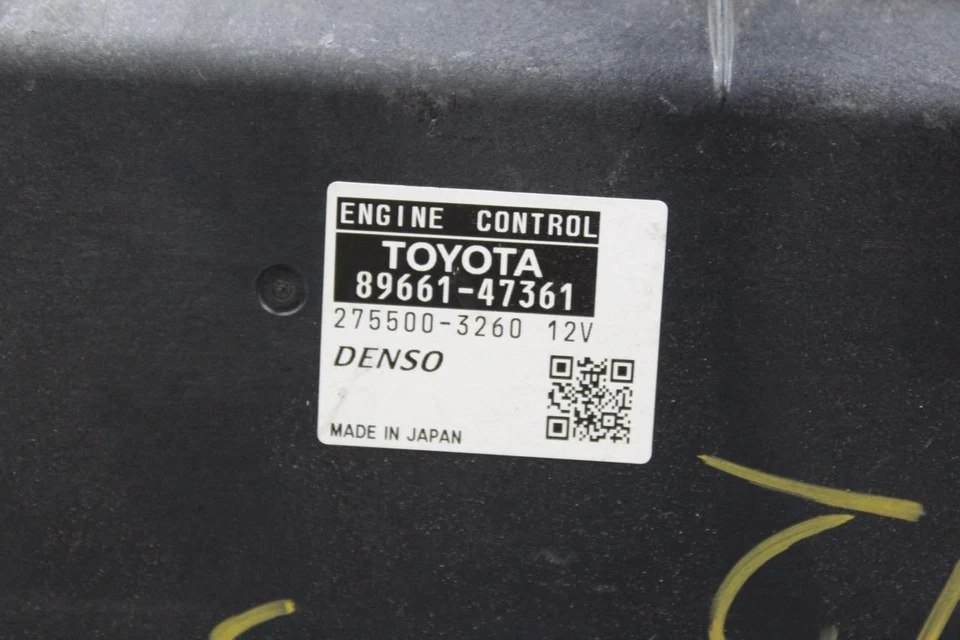 ENGINE CONTROL
TOYOTA
89661-47361
275500-3260 12V
DENSO
MADE IN JAPAN